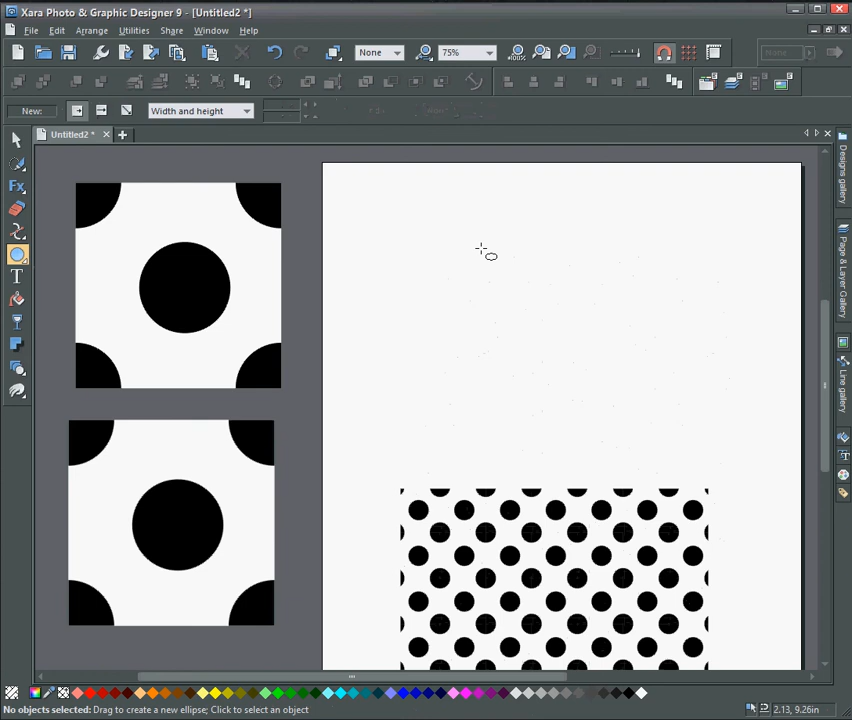 Xara Photo & Graphic Designer 9 - [Untitled2 *]
File Edit Arrange Utilities Share Window Help
None 75% None
New: Width and height
Untitled2 *
Designs gallery
Page & Layer Gallery
Line gallery
No objects selected: Drag to create a new ellipse; Click to select an object
2.13, 9.26in